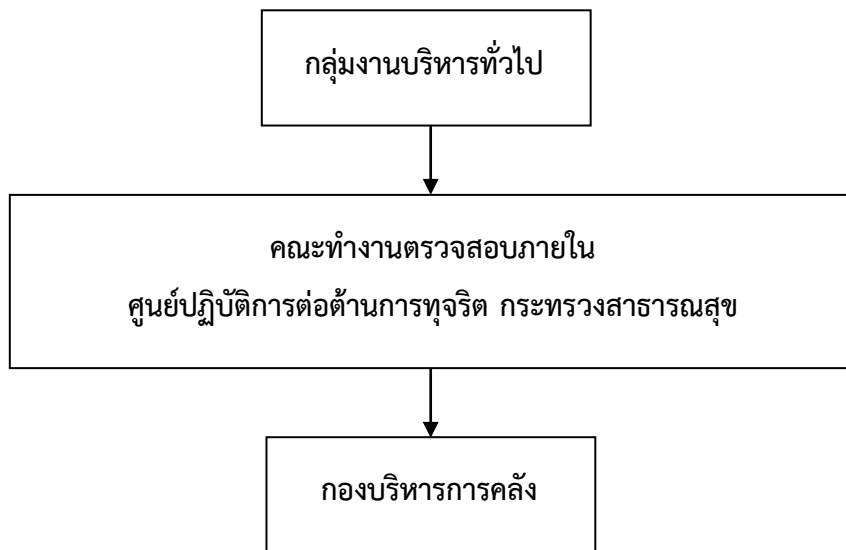 กลุ่มงานบริหารทั่วไป
คณะทำงานตรวจสอบภายใน
ศูนย์ปฏิบัติการต่อต้านการทุจริต กระทรวงสาธารณสุข
กองบริหารการคลัง